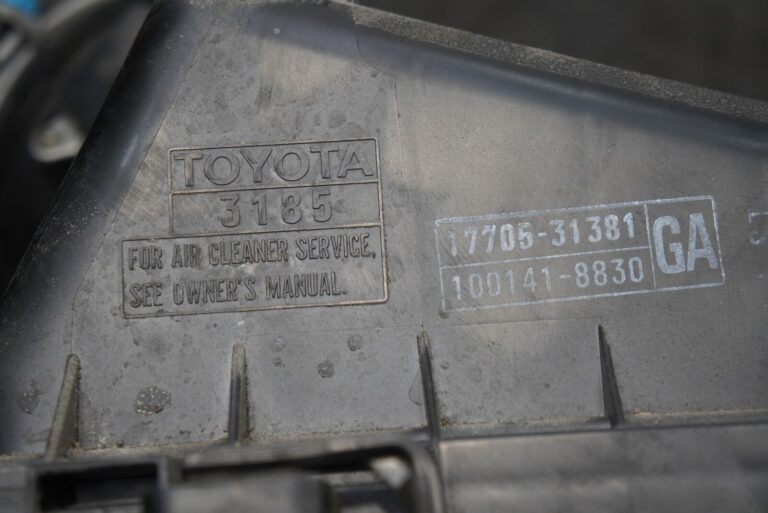 TOYOTA
3185
FOR AIR CLEANER SERVICE,
SEE OWNER'S MANUAL.
17705-31381
100141-8830
GA